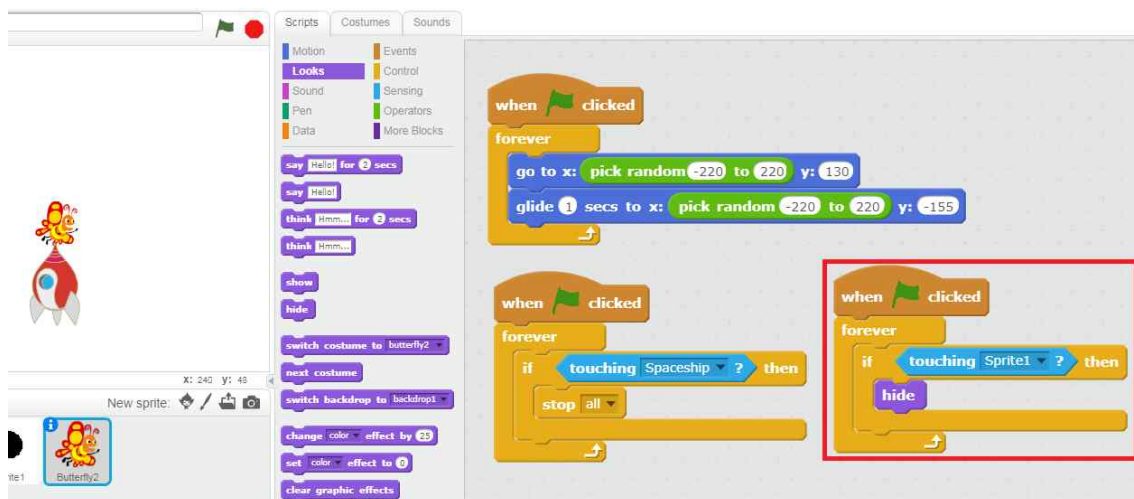 Scripts Costumes Sounds
Motion Events
Looks Control
Sound Sensing
Pen Operators
Data More Blocks
say Hello! for 2 secs
say Hello!
think Hmm... for 2 secs
think Hmm...
show
hide
switch costume to butterfly2
next costume
switch backdrop to backdrop1
change color effect by 25
set color effect to 0
clear graphic effects
x: 240 y: 48
New sprite:
Butterfly2
when clicked
forever
go to x: pick random -220 to 220 y: 130
glide 1 secs to x: pick random -220 to 220 y: -155
when clicked
forever
if touching Spaceship ? then
stop all
when clicked
forever
if touching Sprite1 ? then
hide